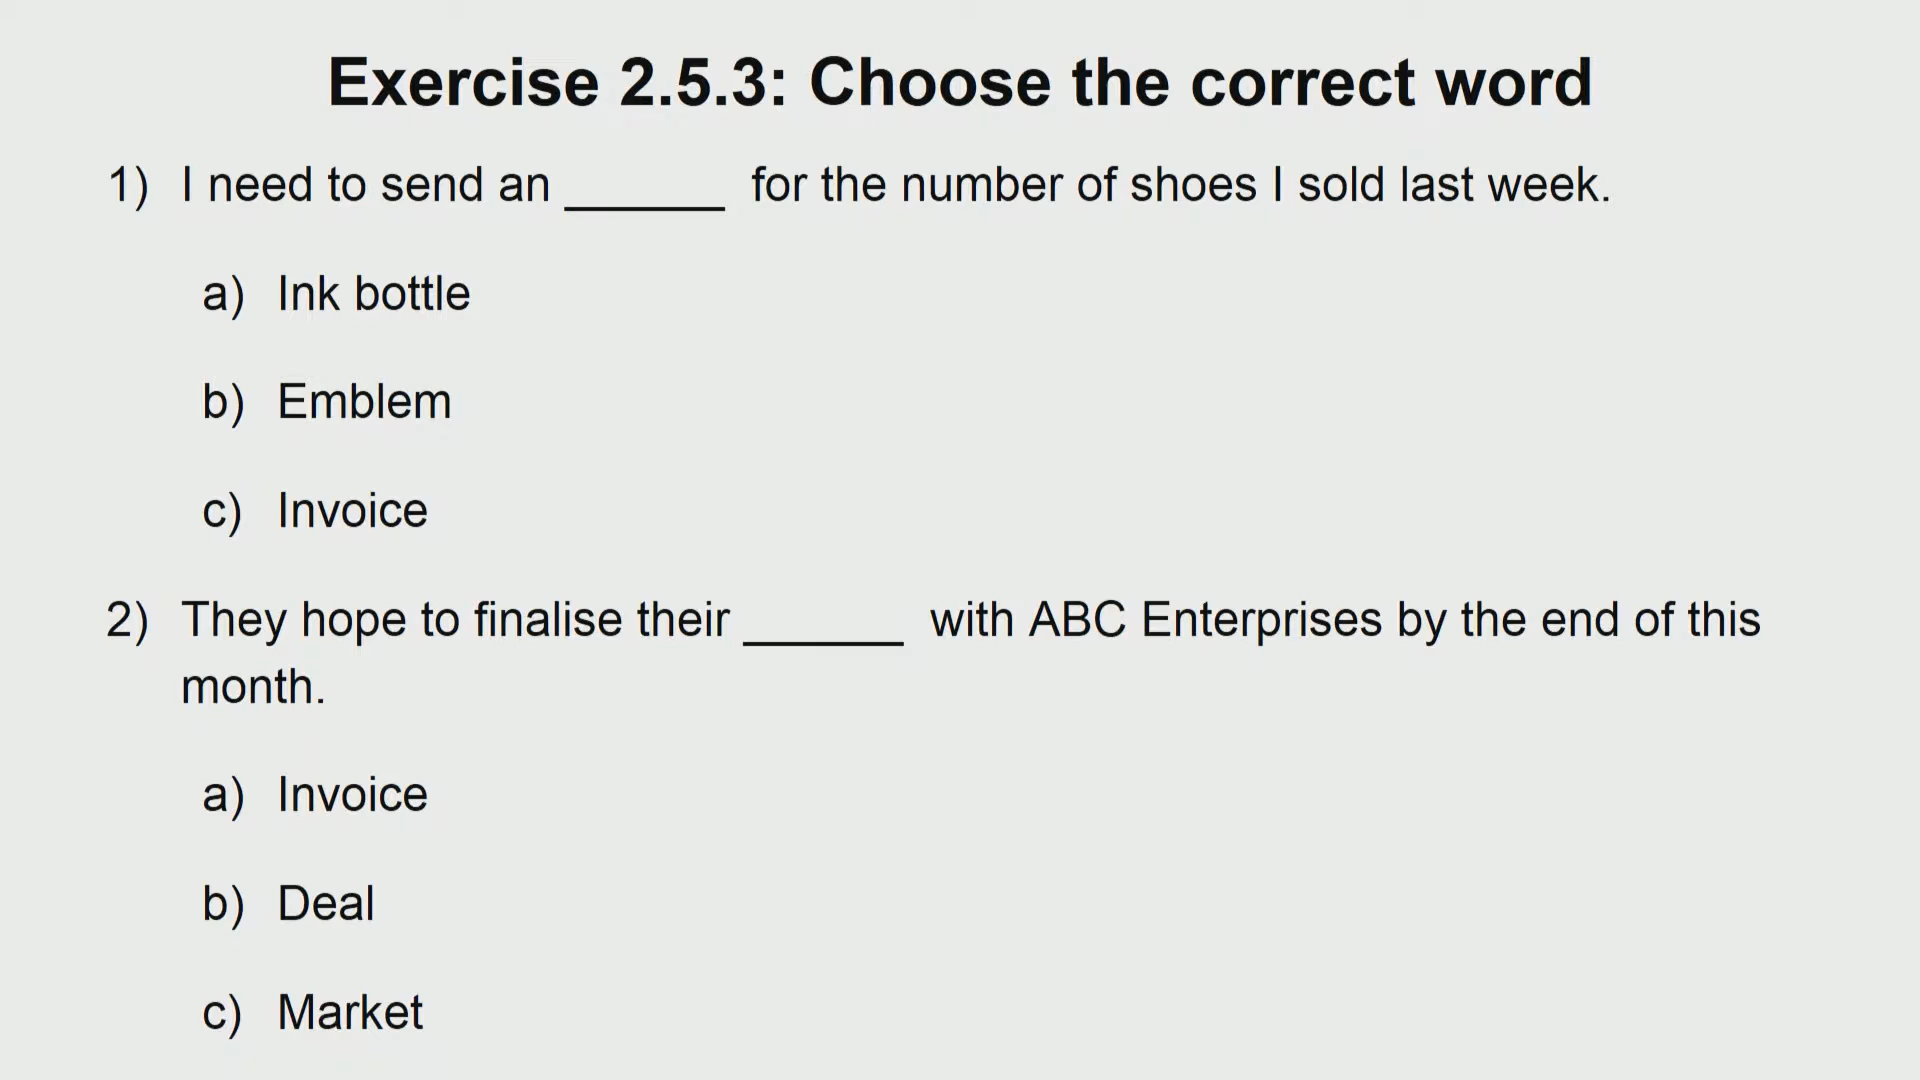 Exercise 2.5.3: Choose the correct word
1) I need to send an ______ for the number of shoes I sold last week.
a) Ink bottle
b) Emblem
c) Invoice
2) They hope to finalise their ______ with ABC Enterprises by the end of this
month.
a) Invoice
b) Deal
c) Market